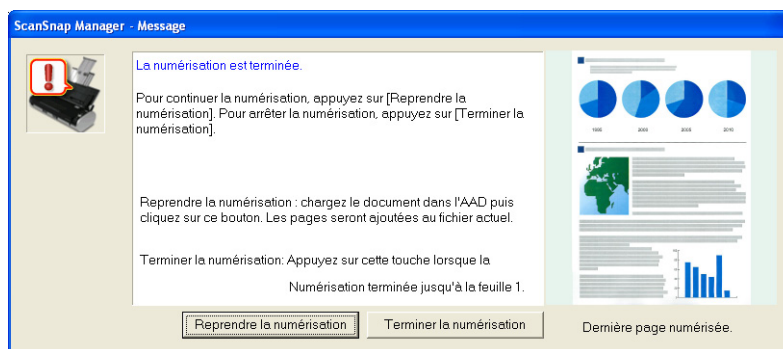 ScanSnap Manager - Message
La numérisation est terminée.
Pour continuer la numérisation, appuyez sur [Reprendre la
numérisation]. Pour arrêter la numérisation, appuyez sur [Terminer la
numérisation].
Reprendre la numérisation : chargez le document dans l'AAD puis
cliquez sur ce bouton. Les pages seront ajoutées au fichier actuel.
Terminer la numérisation: Appuyez sur cette touche lorsque la
Numérisation terminée jusqu'à la feuille 1.
Reprendre la numérisation
Terminer la numérisation
Dernière page numérisée.